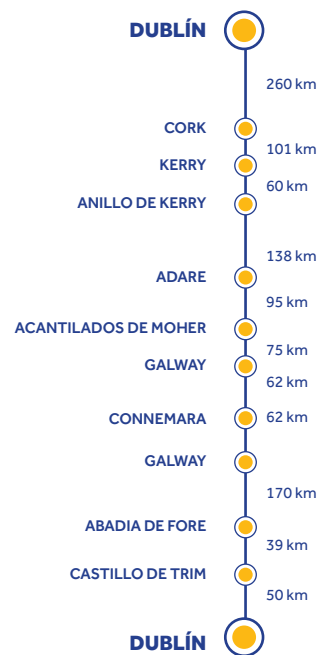 DUBLÍN
260 km
CORK
101 km
KERRY
60 km
ANILLO DE KERRY
138 km
ADARE
95 km
ACANTILADOS DE MOHER
75 km
GALWAY
62 km
CONNEMARA
62 km
GALWAY
170 km
ABADIA DE FORE
39 km
CASTILLO DE TRIM
50 km
DUBLÍN